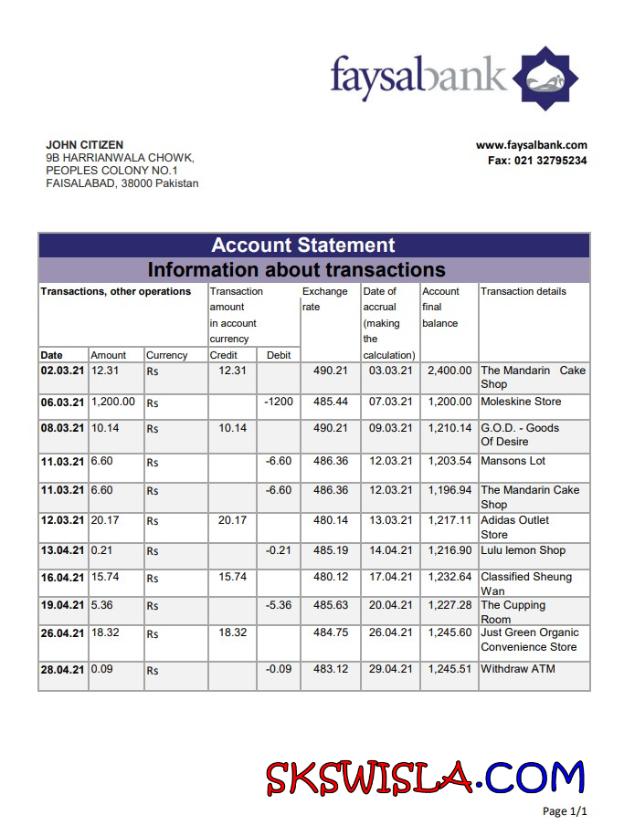 faysalbank
JOHN CITIZEN
9B HARRIANWALA CHOWK,
PEOPLES COLONY NO.1
FAISALABAD, 38000 Pakistan
www.faysalbank.com
Fax: 021 32795234
Account Statement
Information about transactions
Transactions, other operations
Transaction
amount
in account
currency
Exchange
rate
Date of
accrual
(making
the
calculation)
Account
final
balance
Transaction details
Date Amount Currency Credit Debit
02.03.21 12.31 Rs 12.31 490.21 03.03.21 2,400.00 The Mandarin Cake
Shop
06.03.21 1,200.00 Rs -1200 485.44 07.03.21 1,200.00 Moleskine Store
08.03.21 10.14 Rs 10.14 490.21 09.03.21 1,210.14 G.O.D. - Goods
Of Desire
11.03.21 6.60 Rs -6.60 486.36 12.03.21 1,203.54 Mansons Lot
11.03.21 6.60 Rs -6.60 486.36 12.03.21 1,196.94 The Mandarin Cake
Shop
12.03.21 20.17 Rs 20.17 480.14 13.03.21 1,217.11 Adidas Outlet
Store
13.04.21 0.21 Rs -0.21 485.19 14.04.21 1,216.90 Lulu lemon Shop
16.04.21 15.74 Rs 15.74 480.12 17.04.21 1,232.64 Classified Sheung
Wan
19.04.21 5.36 Rs -5.36 485.63 20.04.21 1,227.28 The Cupping
Room
26.04.21 18.32 Rs 18.32 484.75 26.04.21 1,245.60 Just Green Organic
Convenience Store
28.04.21 0.09 Rs -0.09 483.12 29.04.21 1,245.51 Withdraw ATM
SKSWISLA.COM
Page 1/1